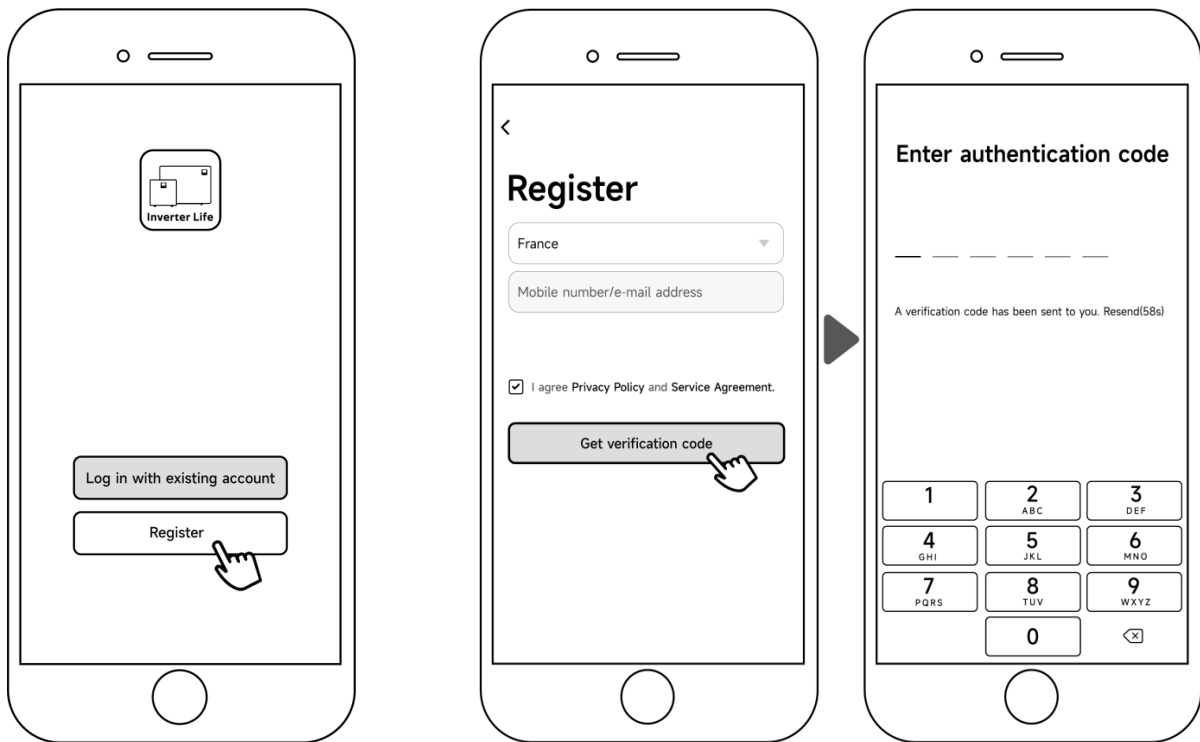 Inverter Life
Log in with existing account
Register
Register
France
Mobile number/e-mail address
I agree Privacy Policy and Service Agreement.
Get verification code
Enter authentication code
A verification code has been sent to you. Resend(58s)
1
2
ABC
3
DEF
4
GHI
5
JKL
6
MNO
7
PQRS
8
TUV
9
WXYZ
0